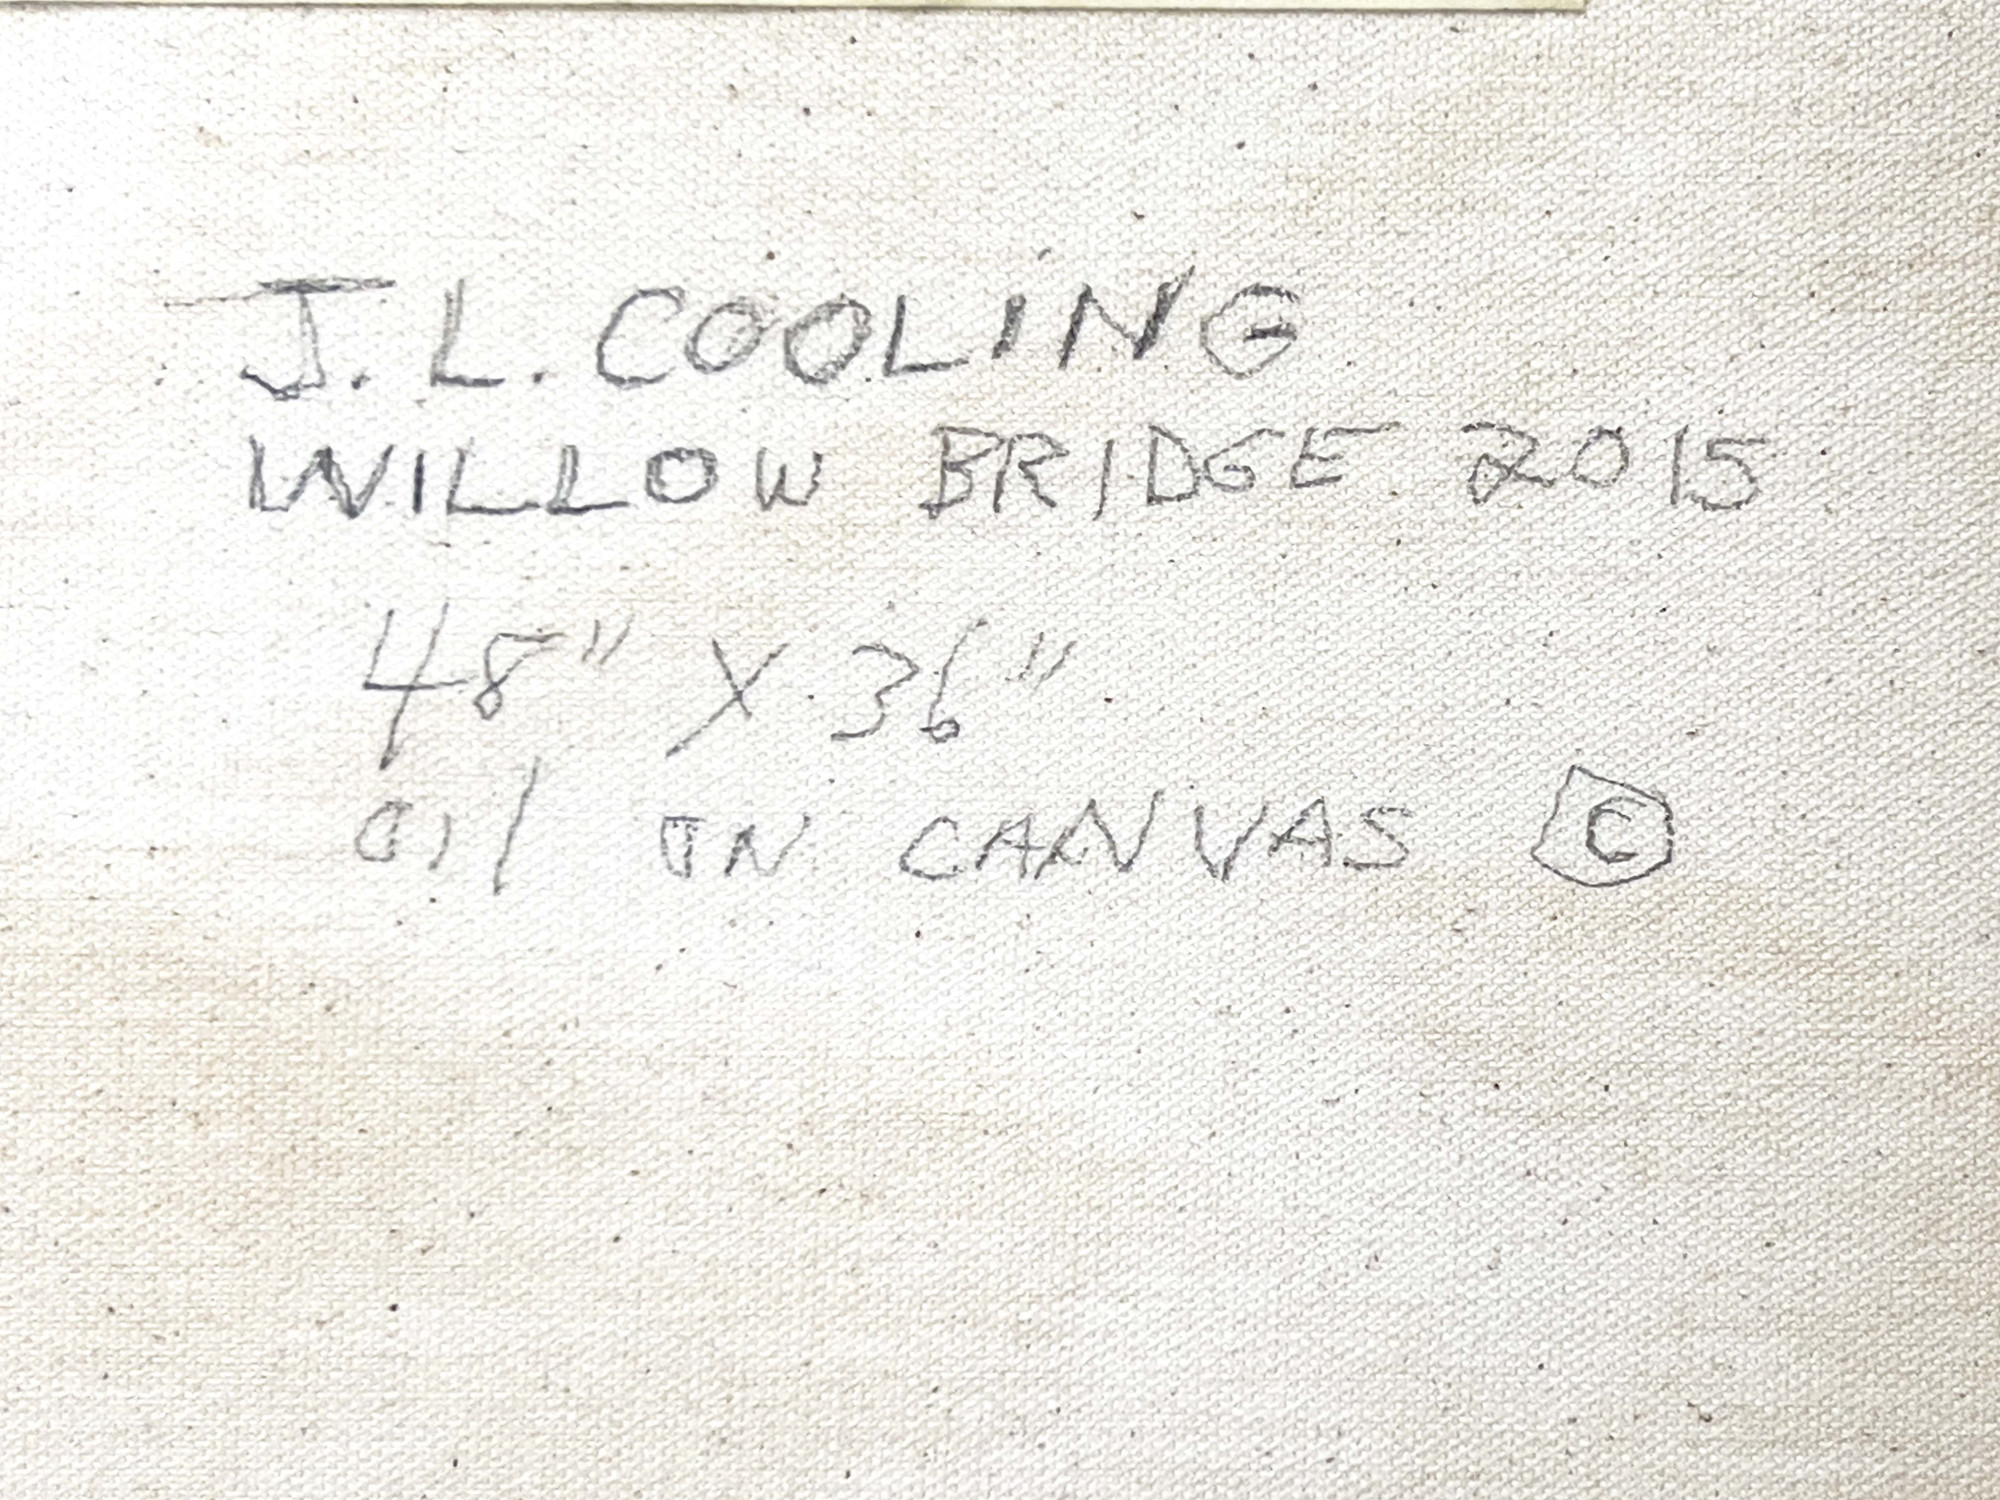 J. L. COOLING
WILLOW BRIDGE 2015
48" X 36"
oil ON CANVAS ©